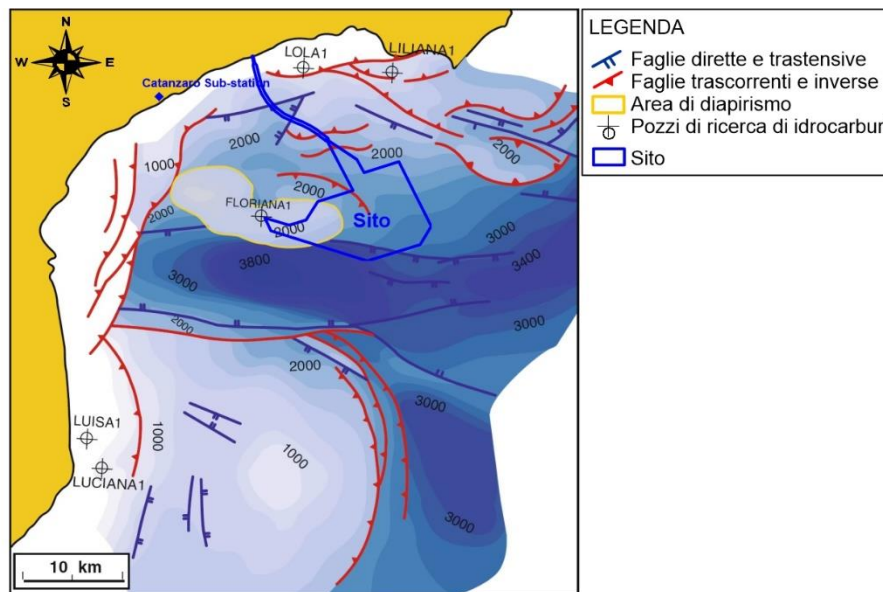 N
W E
S
LOLA1
LILIANA1
Catanzaro Sub-station
2000
1000
2000
2000
2000
2000
FLORIANA1
2000
Sito
3000
3800
3400
3000
2000
3000
2000
3000
LUISA1
1000
1000
LUCIANA1
3000
10 km
LEGENDA
Faglie dirette e trastensive
Faglie trascorrenti e inverse
Area di diapirismo
Pozzi di ricerca di idrocarbur
Sito